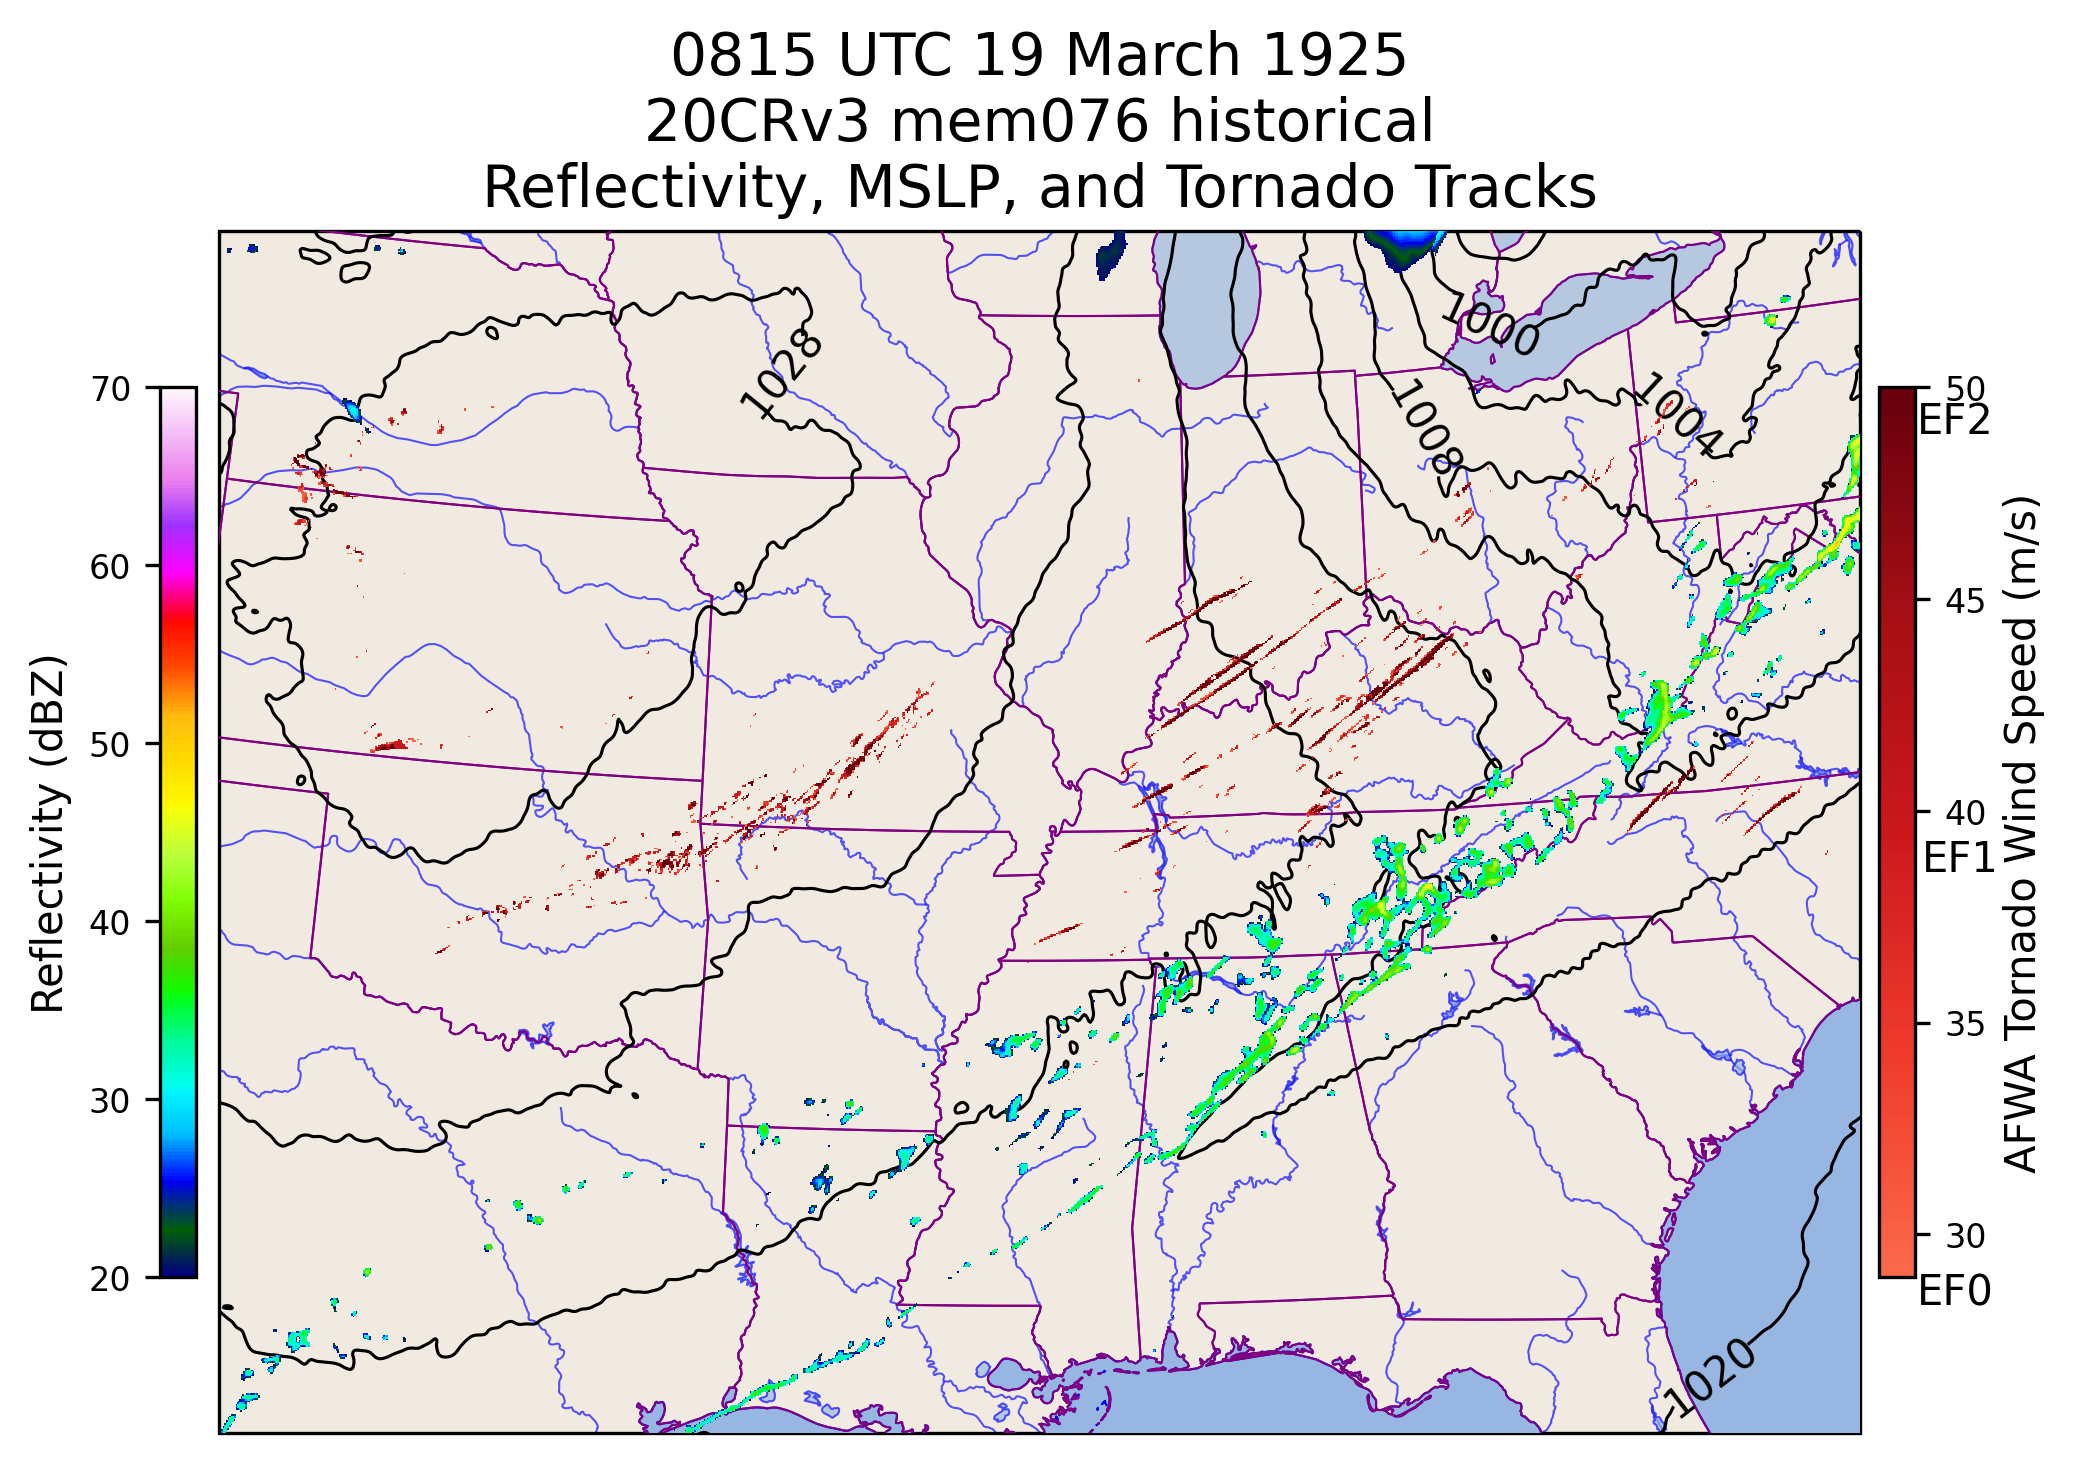 0815 UTC 19 March 1925
20CRv3 mem076 historical
Reflectivity, MSLP, and Tornado Tracks
70
60
50
40
30
20
Reflectivity (dBZ)
1028
1000
1004
1008
1020
50
EF2
45
40
EF1
35
30
EF0
AFWA Tornado Wind Speed (m/s)